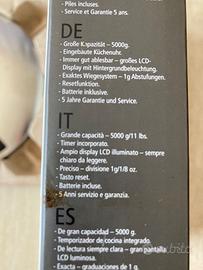 - Piles incluses.
- Service et Garantie 5 ans.
DE
- Große Kapazität – 5000g.
- Eingebaute Küchenuhr.
- Immer gut ablesbar – großes LCD-
Display mit Hintergrundbeleuchtung.
- Exaktes Wiegesystem – 1g Abstufungen.
- Resetfunktion.
- Batterie inklusive.
- 5 Jahre Garantie und Service.
IT
- Grande capacità – 5000 g/11 lbs.
- Timer incorporato.
- Ampio display LCD illuminato – sempre
chiaro da leggere.
- Preciso – divisione 1g/1/8 oz.
- Tasto reset.
- Batterie incluse.
- 5 Anni servizio e garanzia.
ES
- De gran capacidad – 5000 g.
- Temporizador de cocina integrado.
- De lectura siempre clara – gran pantalla
LCD luminosa.
- Exacta – graduaciones de 1 g.